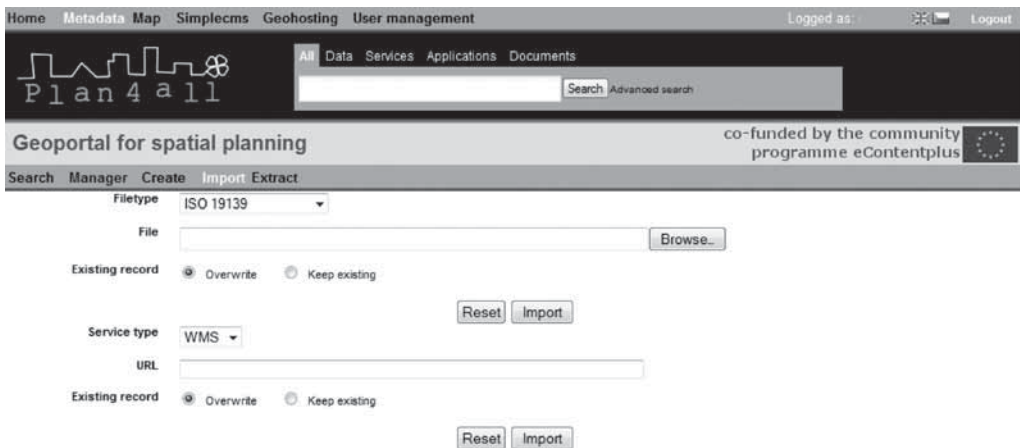 Home Metadata Map Simplecms Geohosting User management Logged as: Logout
All Data Services Applications Documents
Plan4all
Search Advanced search
Geoportal for spatial planning
co-funded by the community
programme eContentplus
Search Manager Create Import Extract
Filetype ISO 19139
File Browse...
Existing record Overwrite Keep existing
Reset Import
Service type WMS
URL
Existing record Overwrite Keep existing
Reset Import